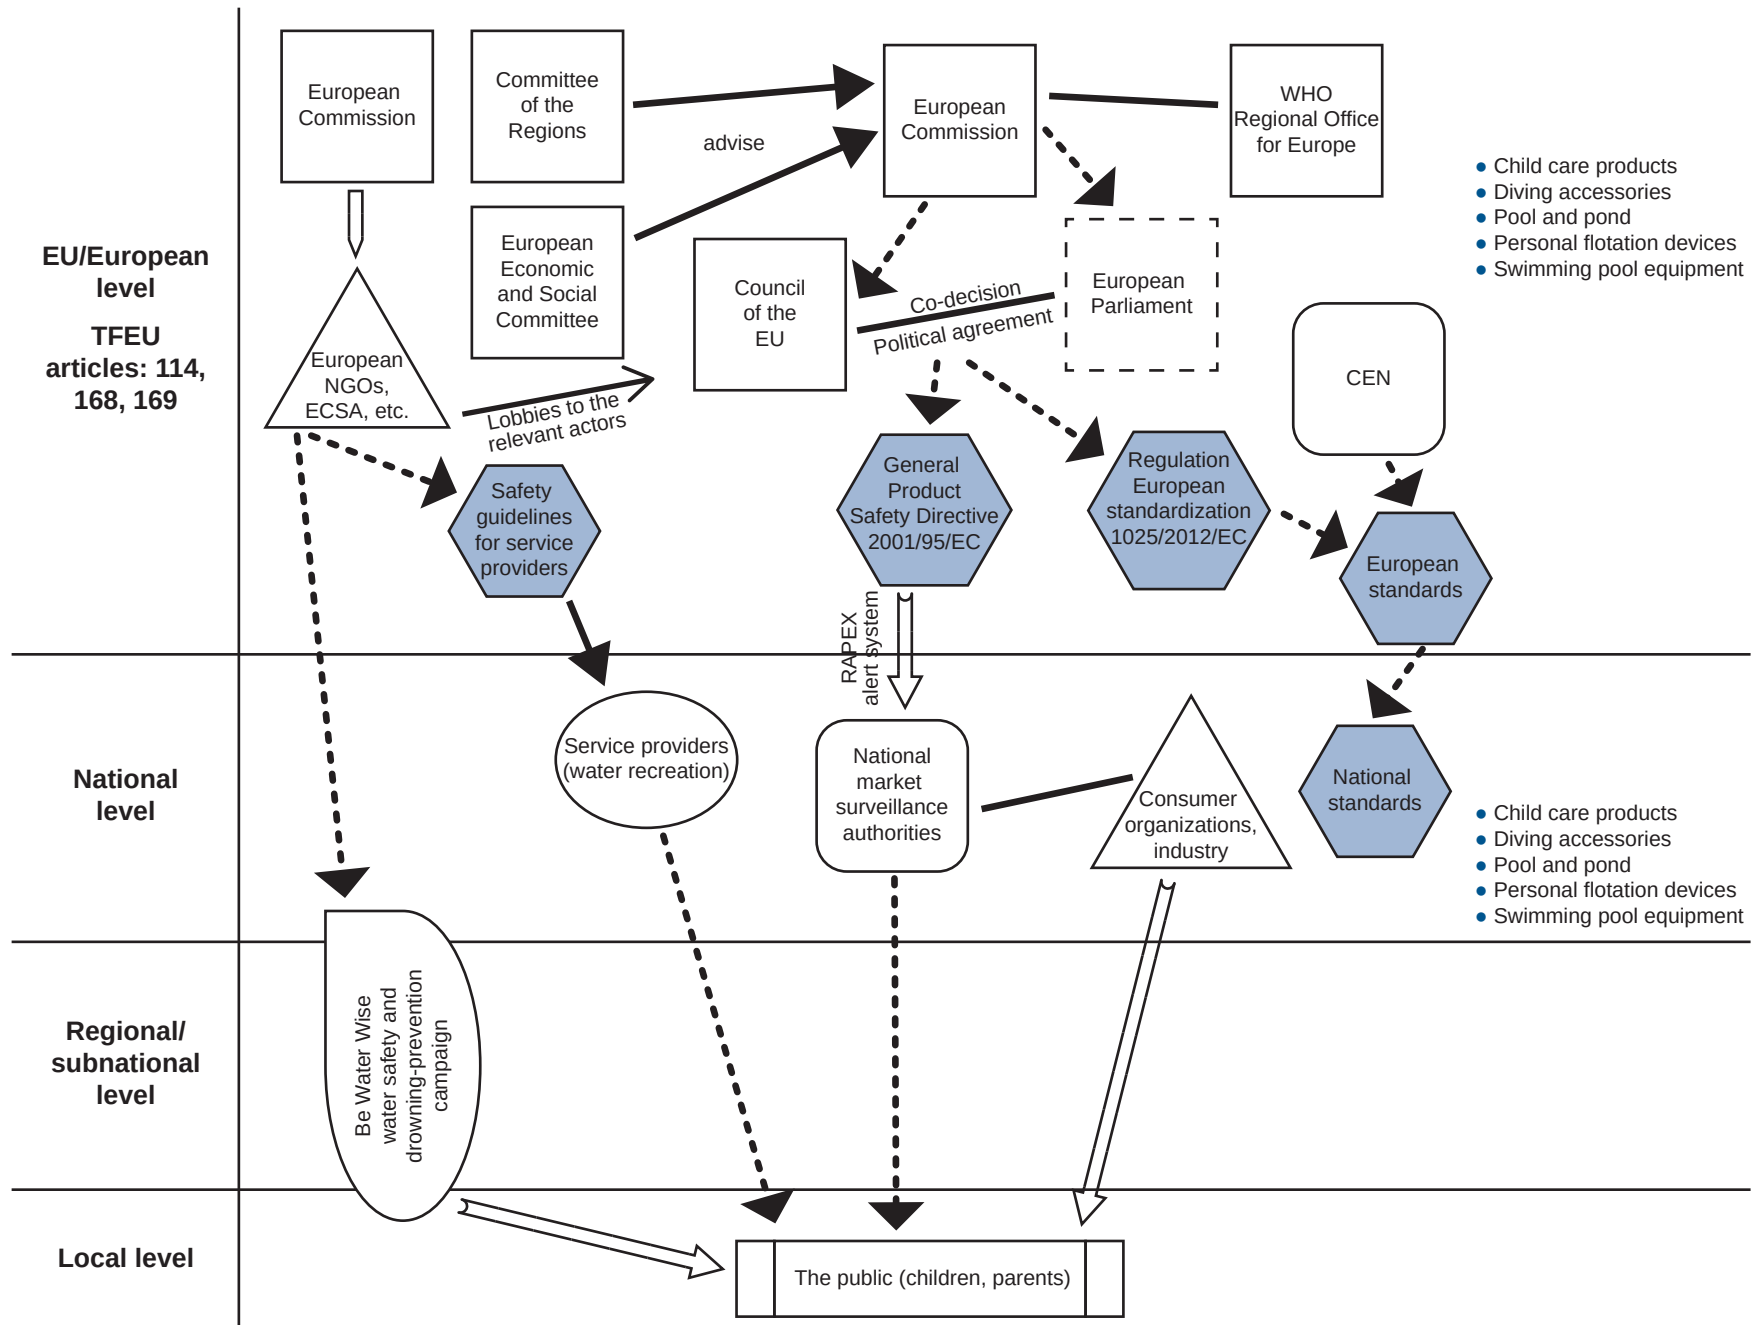 EU/European
level
TFEU
articles: 114,
168, 169
European
Commission
Committee
of the
Regions
advise
European
Commission
WHO
Regional Office
for Europe
Child care products
Diving accessories
Pool and pond
Personal flotation devices
Swimming pool equipment
European
Economic
and Social
Committee
Council
of the
EU
Co-decision
Political agreement
European
Parliament
CEN
European
NGOs,
ECSA, etc.
Lobbies to the
relevant actors
Safety
guidelines
for service
providers
General
Product
Safety Directive
2001/95/EC
Regulation
European
standardization
1025/2012/EC
European
standards
RAPEX
alert system
National
level
Service providers
(water recreation)
National
market
surveillance
authorities
Consumer
organizations,
industry
National
standards
Child care products
Diving accessories
Pool and pond
Personal flotation devices
Swimming pool equipment
Regional/
subnational
level
Be Water Wise
water safety and
drowning-prevention
campaign
Local level
The public (children, parents)